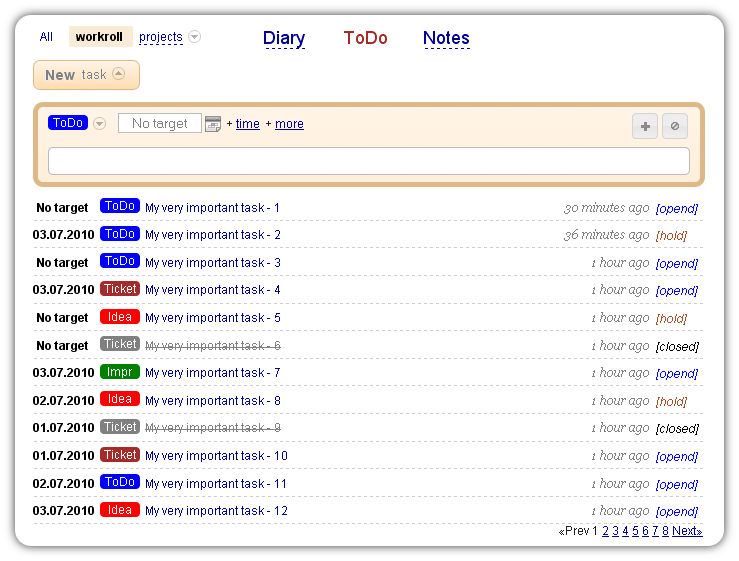 All workroll projects Diary ToDo Notes
New task
ToDo No target + time + more
No target ToDo My very important task - 1 30 minutes ago [opend]
03.07.2010 ToDo My very important task - 2 36 minutes ago [hold]
No target ToDo My very important task - 3 1 hour ago [opend]
03.07.2010 Ticket My very important task - 4 1 hour ago [opend]
No target Idea My very important task - 5 1 hour ago [hold]
No target Ticket My very important task - 6 1 hour ago [closed]
03.07.2010 Impr My very important task - 7 1 hour ago [opend]
02.07.2010 Idea My very important task - 8 1 hour ago [hold]
01.07.2010 Ticket My very important task - 9 1 hour ago [closed]
01.07.2010 Ticket My very important task - 10 1 hour ago [opend]
02.07.2010 ToDo My very important task - 11 1 hour ago [opend]
03.07.2010 Idea My very important task - 12 1 hour ago [opend]
«Prev 1 2 3 4 5 6 7 8 Next»